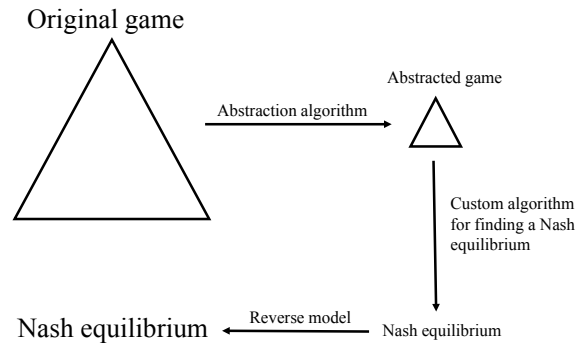 Original game
Abstracted game
Abstraction algorithm
Custom algorithm
for finding a Nash
equilibrium
Nash equilibrium
Reverse model
Nash equilibrium